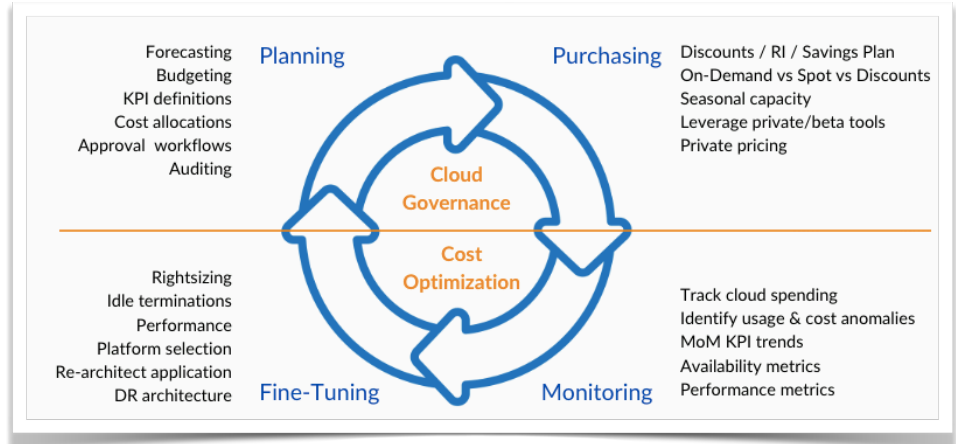 Forecasting
Budgeting
KPI definitions
Cost allocations
Approval workflows
Auditing
Planning
Purchasing
Discounts / RI / Savings Plan
On-Demand vs Spot vs Discounts
Seasonal capacity
Leverage private/beta tools
Private pricing
Cloud
Governance
Cost
Optimization
Rightsizing
Idle terminations
Performance
Platform selection
Re-architect application
DR architecture
Fine-Tuning
Monitoring
Track cloud spending
Identify usage & cost anomalies
MoM KPI trends
Availability metrics
Performance metrics